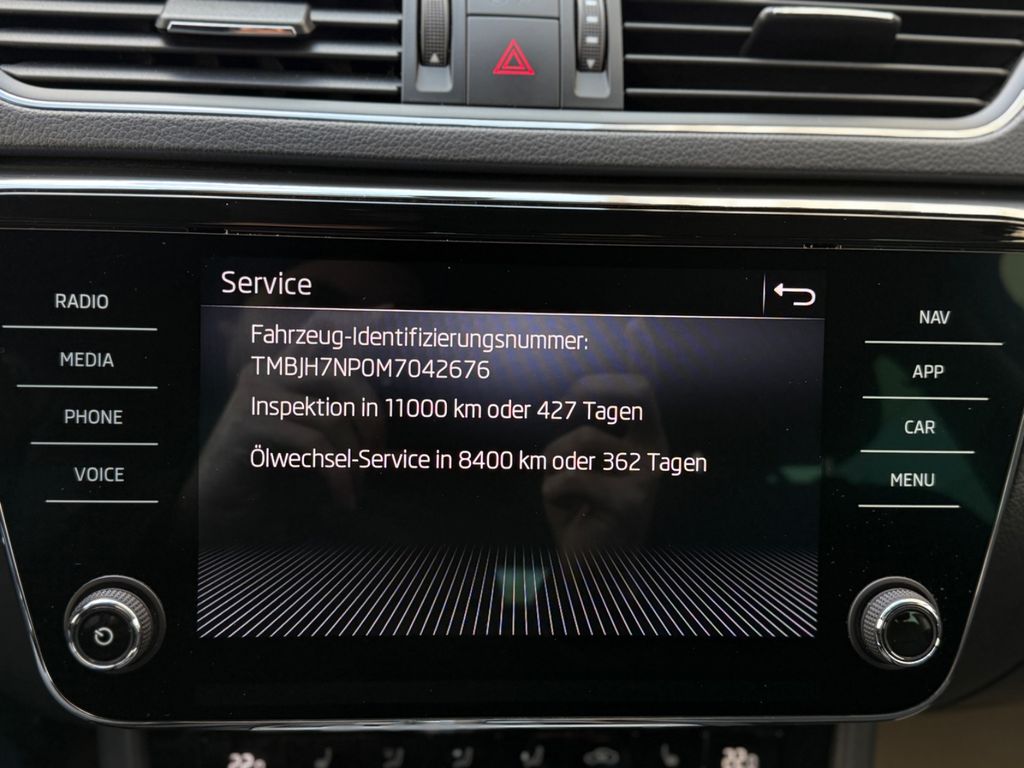 Service
RADIO
MEDIA
PHONE
VOICE
Fahrzeug-Identifizierungsnummer:
TMBJH7NP0M7042676
Inspektion in 11000 km oder 427 Tagen
Ölwechsel-Service in 8400 km oder 362 Tagen
NAV
APP
CAR
MENU